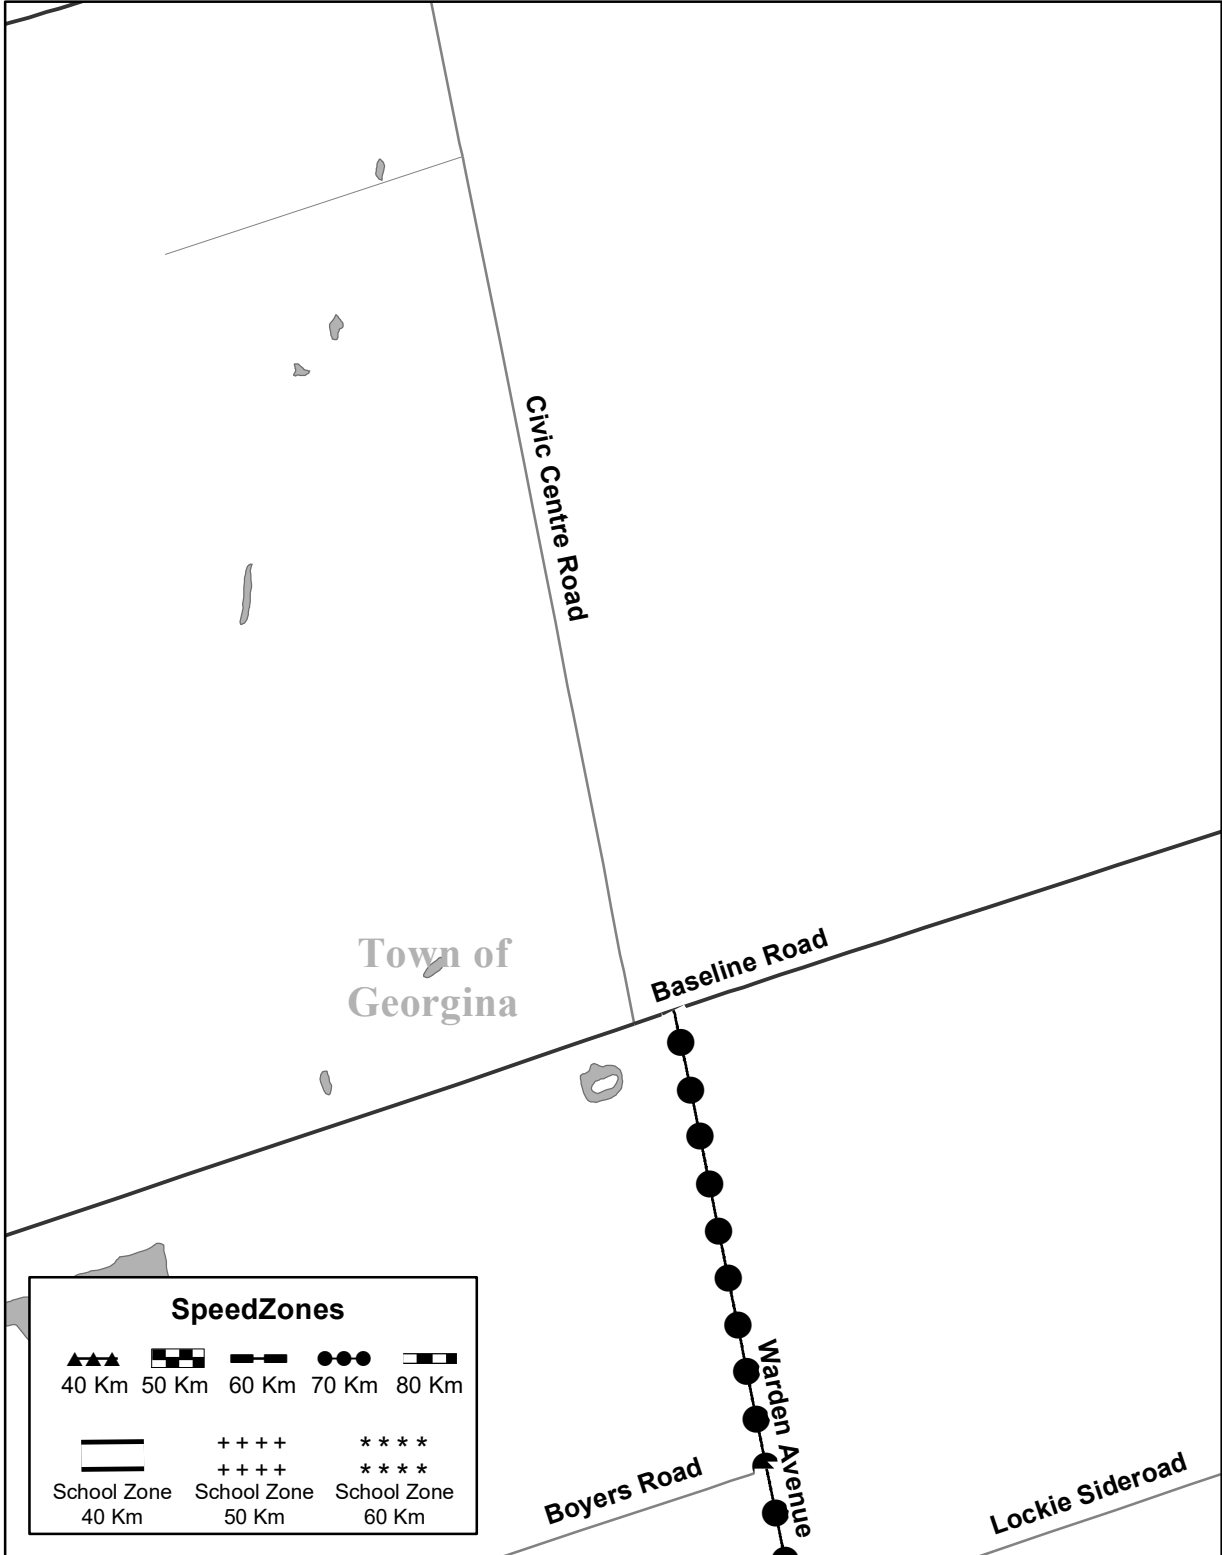 Civic Centre Road
Town of
Georgina
Baseline Road
Warden Avenue
Boyers Road
Lockie Sideroad
SpeedZones
40 Km 50 Km 60 Km 70 Km 80 Km
+ + + + * * * *
+ + + + * * * *
School Zone School Zone School Zone
40 Km 50 Km 60 Km